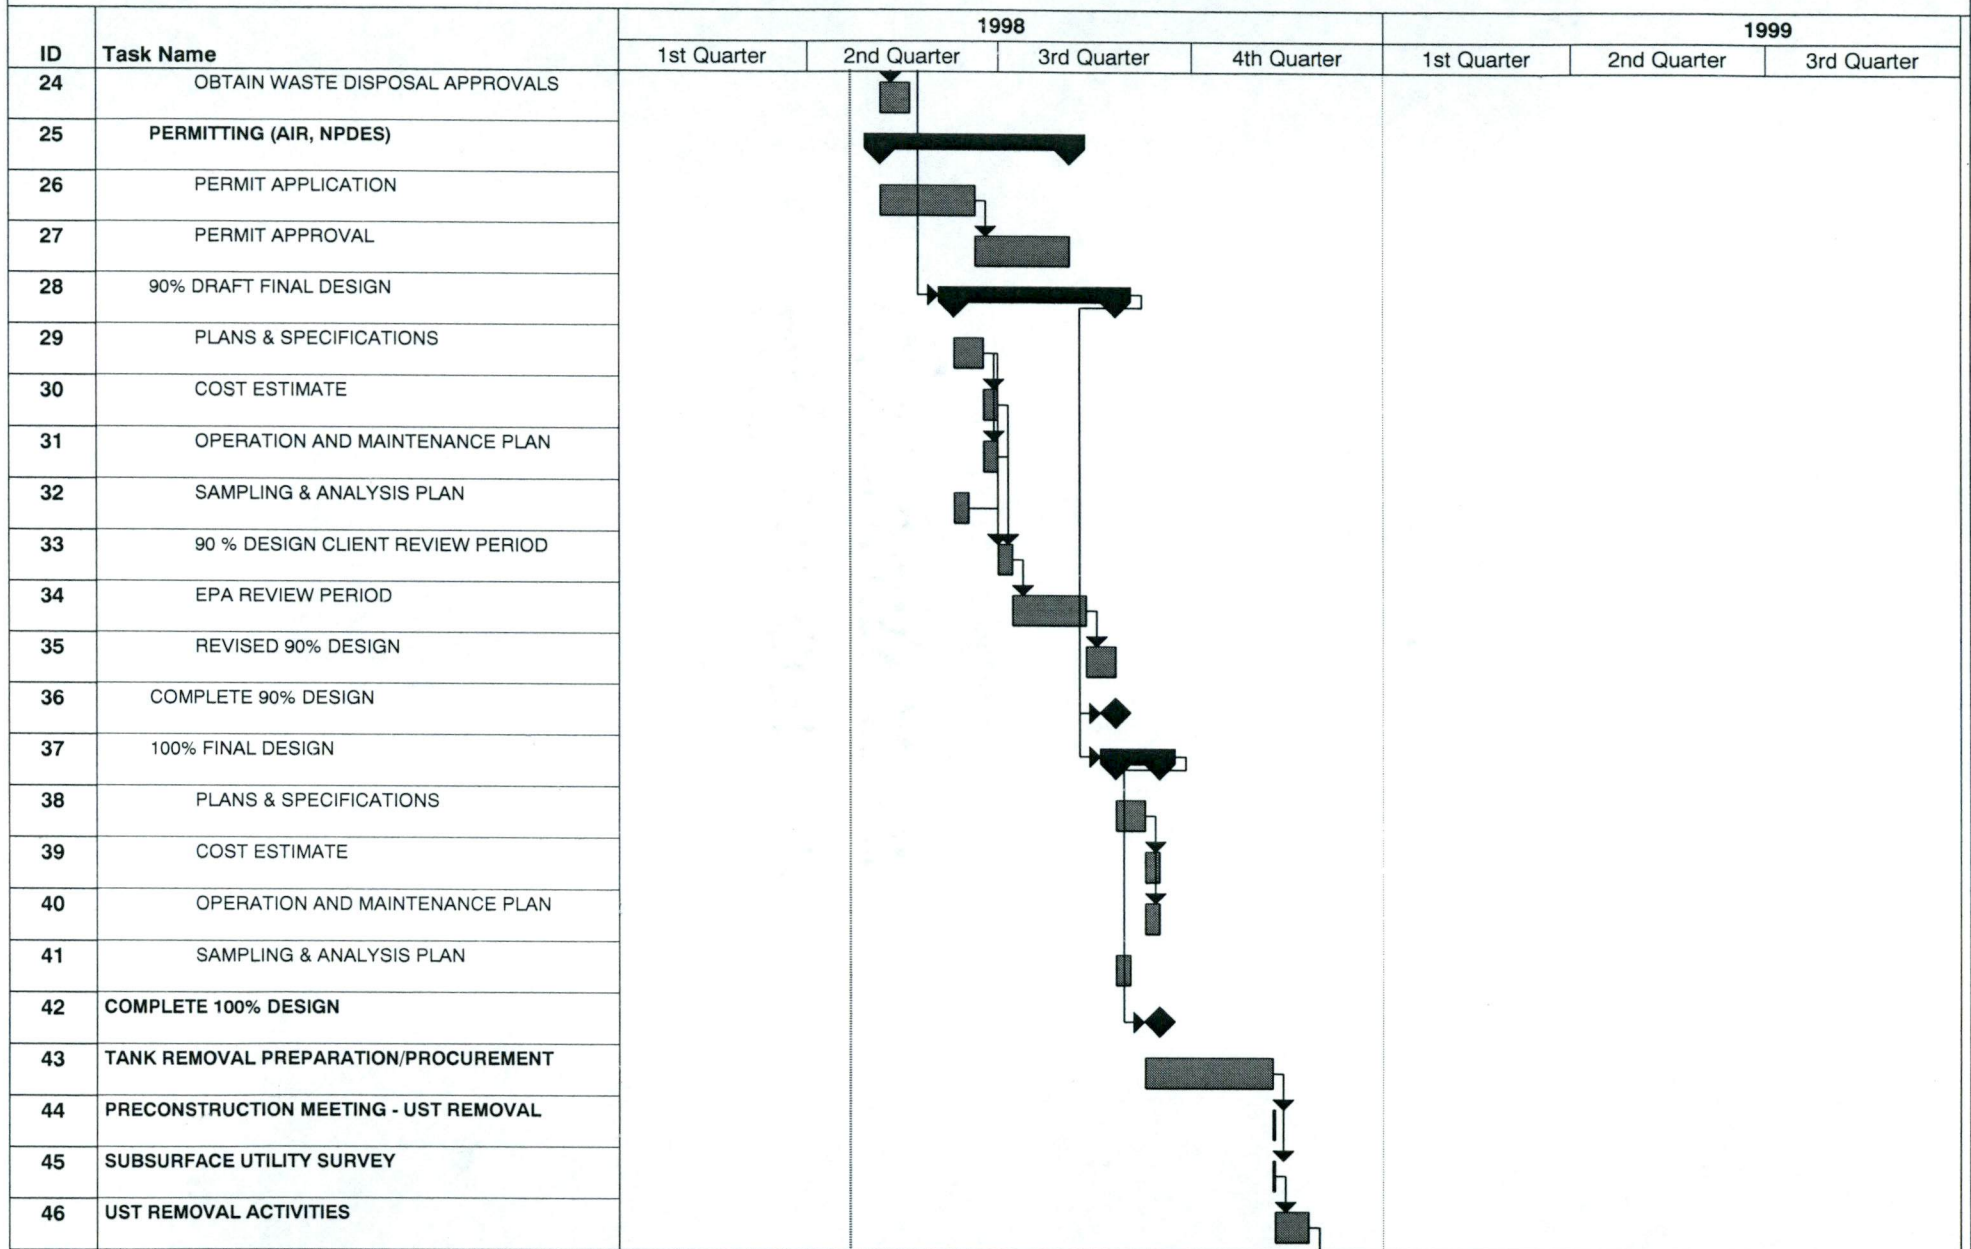 1998
1999
ID Task Name
1st Quarter 2nd Quarter 3rd Quarter 4th Quarter 1st Quarter 2nd Quarter 3rd Quarter
24 OBTAIN WASTE DISPOSAL APPROVALS
25 PERMITTING (AIR, NPDES)
26 PERMIT APPLICATION
27 PERMIT APPROVAL
28 90% DRAFT FINAL DESIGN
29 PLANS & SPECIFICATIONS
30 COST ESTIMATE
31 OPERATION AND MAINTENANCE PLAN
32 SAMPLING & ANALYSIS PLAN
33 90 % DESIGN CLIENT REVIEW PERIOD
34 EPA REVIEW PERIOD
35 REVISED 90% DESIGN
36 COMPLETE 90% DESIGN
37 100% FINAL DESIGN
38 PLANS & SPECIFICATIONS
39 COST ESTIMATE
40 OPERATION AND MAINTENANCE PLAN
41 SAMPLING & ANALYSIS PLAN
42 COMPLETE 100% DESIGN
43 TANK REMOVAL PREPARATION/PROCUREMENT
44 PRECONSTRUCTION MEETING - UST REMOVAL
45 SUBSURFACE UTILITY SURVEY
46 UST REMOVAL ACTIVITIES